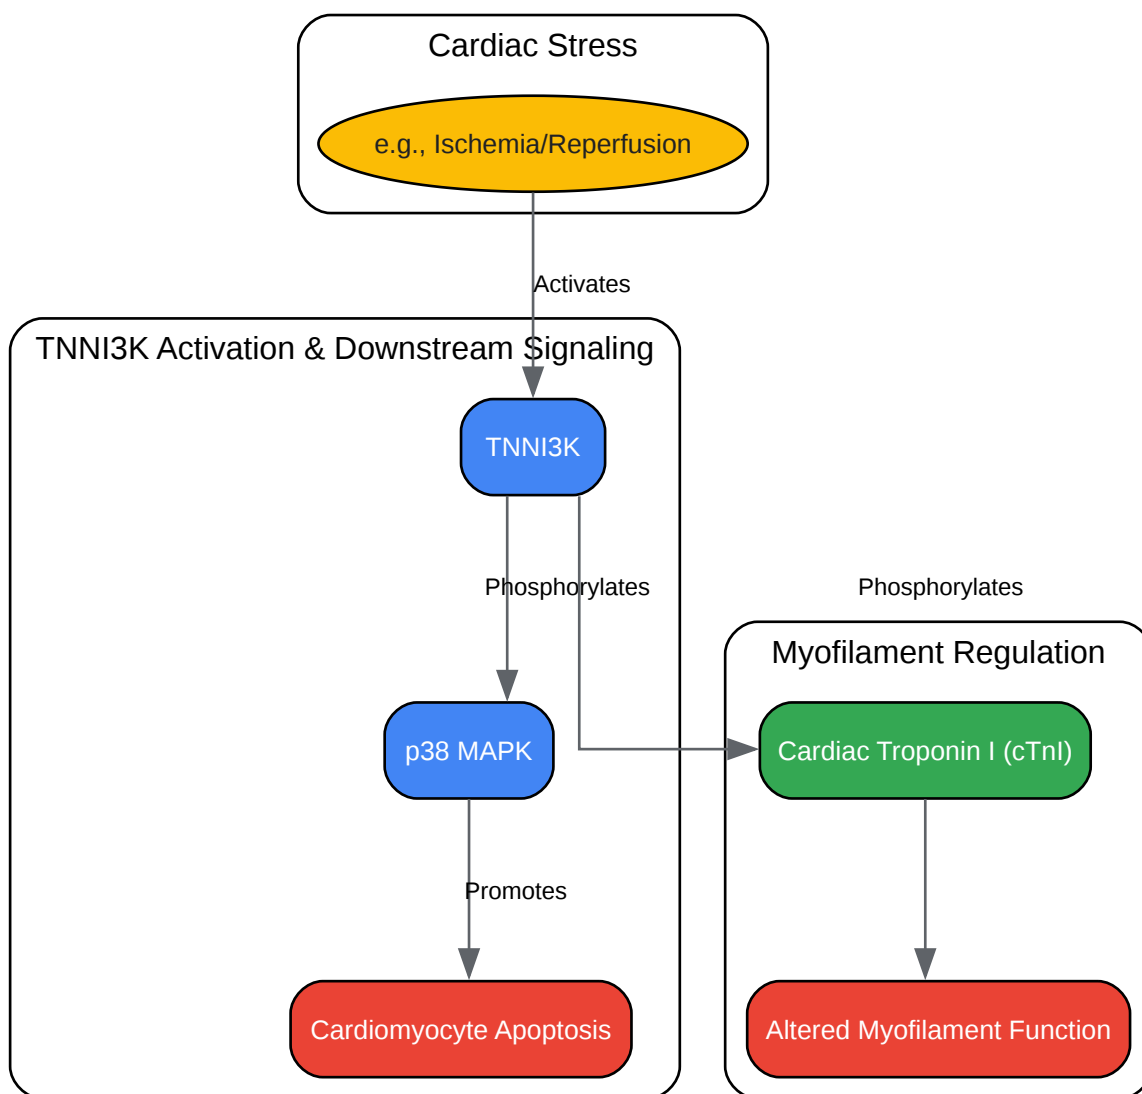 Cardiac Stress
e.g., Ischemia/Reperfusion
Activates
TNNI3K Activation & Downstream Signaling
TNNI3K
Phosphorylates
Phosphorylates
Myofilament Regulation
p38 MAPK
Cardiac Troponin I (cTnI)
Promotes
Cardiomyocyte Apoptosis
Altered Myofilament Function